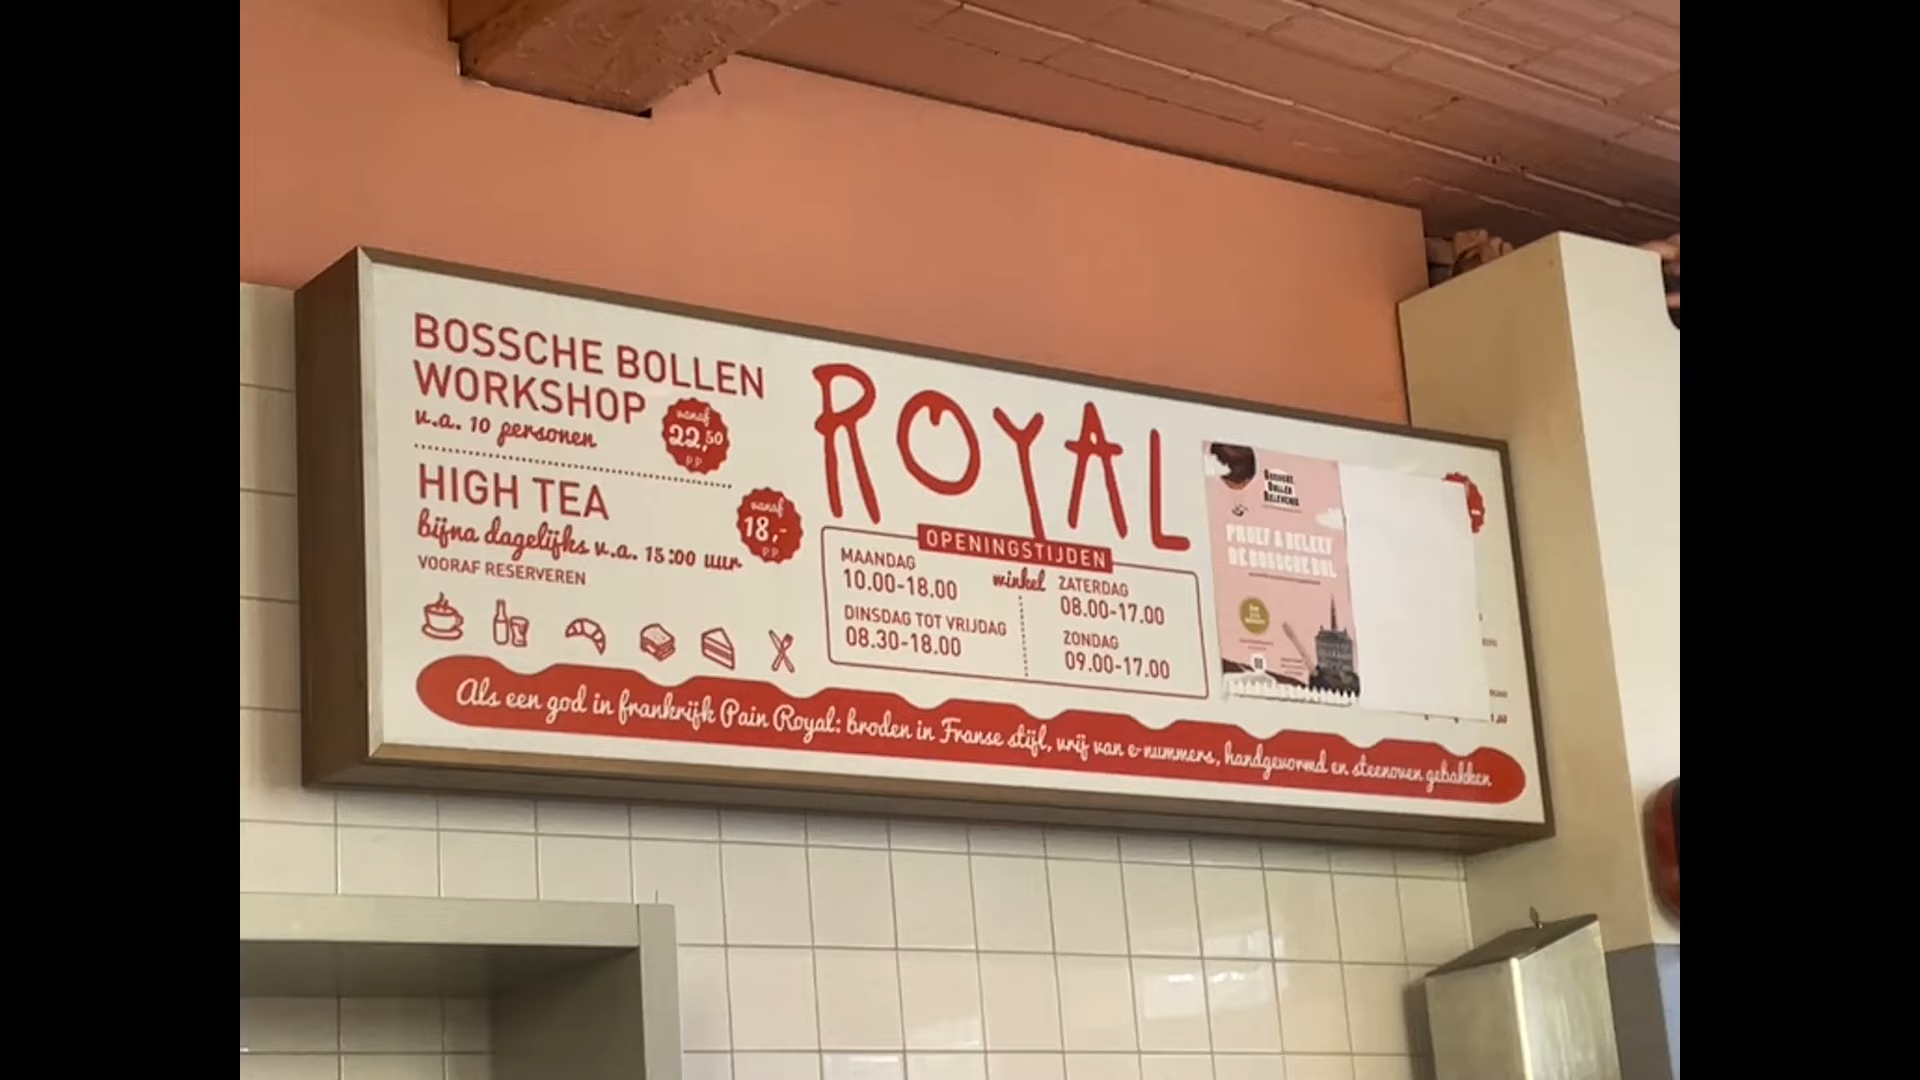 BOSSCHE BOLLEN
WORKSHOP
v.a. 10 personen
vanaf
22,50
p.p.
HIGH TEA
bijna dagelijks v.a. 15:00 uur
VOORAF RESERVEREN
vanaf
18,-
p.p.
ROYAL
OPENINGSTIJDEN
winkel
MAANDAG
10.00-18.00
DINSDAG TOT VRIJDAG
08.30-18.00
ZATERDAG
08.00-17.00
ZONDAG
09.00-17.00
BOSSCHE
BOLLEN
BELEVING
PROEF & BELEEF
DE BOSSCHE BOL
Als een god in frankrijk Pain Royal: broden in Franse stijl, vrij van e-nummers, handgevormd en steenoven gebakken